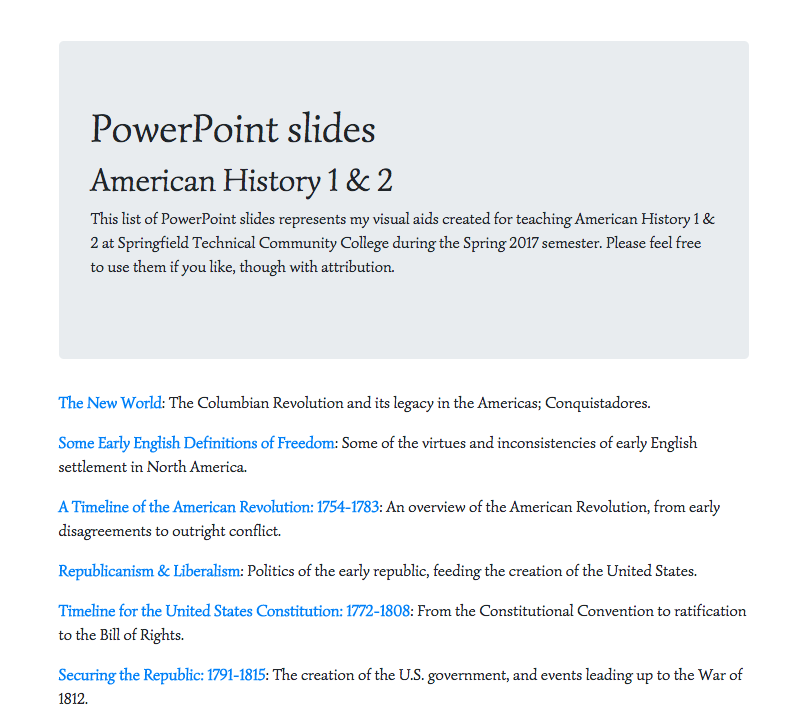 PowerPoint slides
American History 1 & 2
This list of PowerPoint slides represents my visual aids created for teaching American History 1 &
2 at Springfield Technical Community College during the Spring 2017 semester. Please feel free
to use them if you like, though with attribution.
The New World: The Columbian Revolution and its legacy in the Americas; Conquistadores.
Some Early English Definitions of Freedom: Some of the virtues and inconsistencies of early English
settlement in North America.
A Timeline of the American Revolution: 1754-1783: An overview of the American Revolution, from early
disagreements to outright conflict.
Republicanism & Liberalism: Politics of the early republic, feeding the creation of the United States.
Timeline for the United States Constitution: 1772-1808: From the Constitutional Convention to ratification
to the Bill of Rights.
Securing the Republic: 1791-1815: The creation of the U.S. government, and events leading up to the War of
1812.